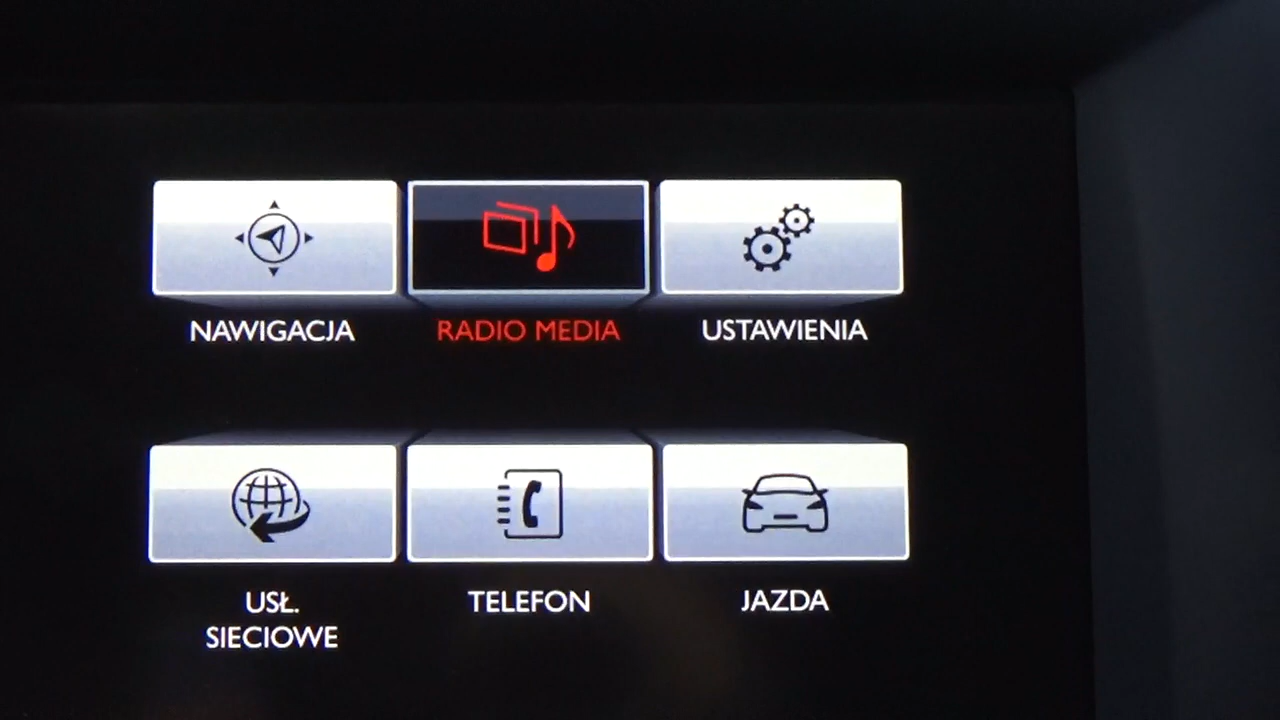 NAWIGACJA
RADIO MEDIA
USTAWIENIA
USŁ.
SIECIOWE
TELEFON
JAZDA